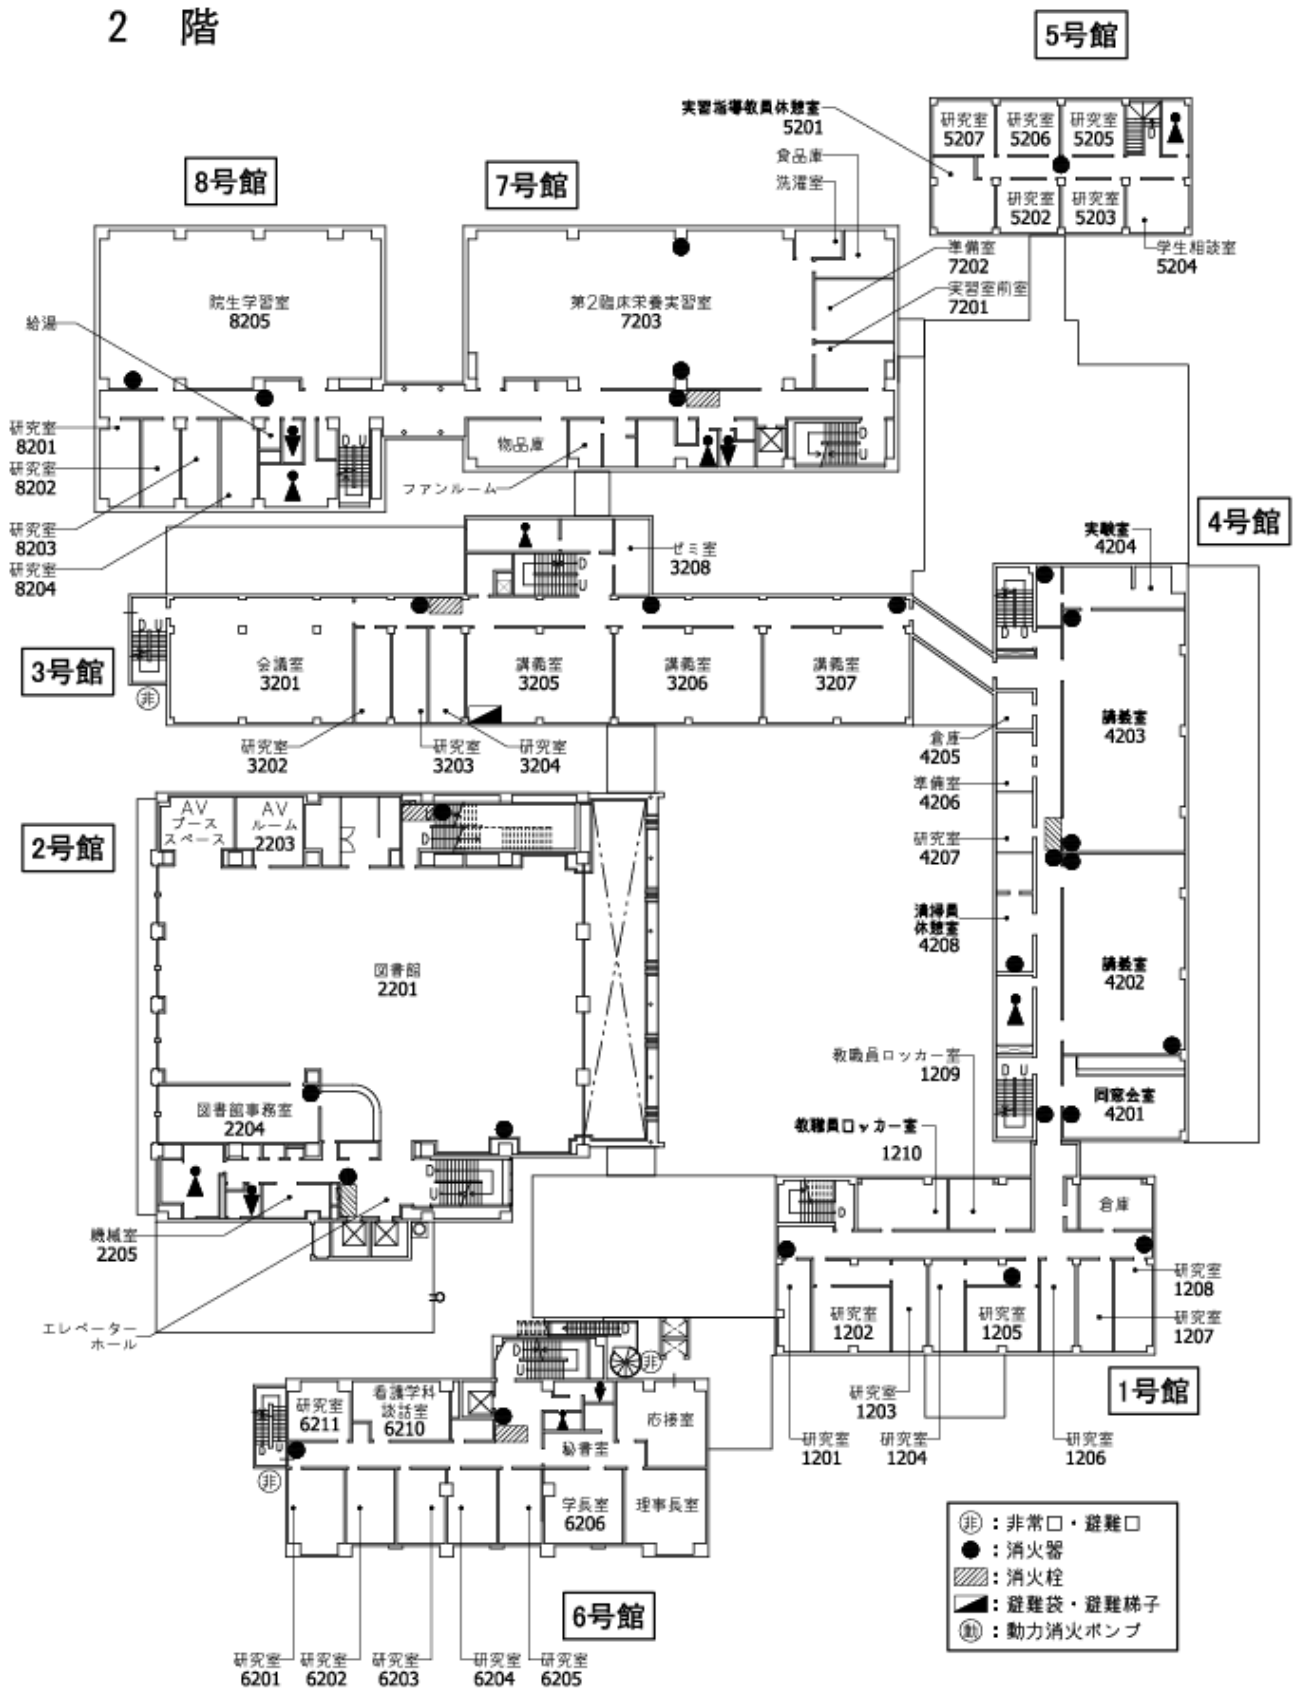 2 階
5号館
研究室
5207
研究室
5206
研究室
5205
D
実習指導教員休憩室
5201
食品庫
洗濯室
研究室
5202
研究室
5203
学生相談室
5204
8号館
7号館
院生学習室
8205
給湯
第2臨床栄養実習室
7203
準備室
7202
実習室前室
7201
研究室
8201
研究室
8202
研究室
8203
研究室
8204
D U
物品庫
ファンルーム
D
U
4号館
実験室
4204
ゼミ室
3208
D
U
3号館
D U
非
会議室
3201
講義室
3205
講義室
3206
講義室
3207
研究室
3202
研究室
3203
研究室
3204
D U
講義室
4203
倉庫
4205
準備室
4206
研究室
4207
清掃員
休憩室
4208
講義室
4202
同窓会室
4201
D U
2号館
AV
ブース
スペース
AV
ルーム
2203
D
図書館
2201
図書館事務室
2204
D
U
機械室
2205
エレベーター
ホール
教職員ロッカー室
1209
教職員ロッカー室
1210
倉庫
D
研究室
1208
研究室
1207
研究室
1202
研究室
1205
研究室
1203
研究室
1201
研究室
1204
研究室
1206
1号館
D
D
U
非
研究室
6211
看護学科
談話室
6210
応接室
秘書室
D U
非
学長室
6206
理事長室
6号館
研究室
6201
研究室
6202
研究室
6203
研究室
6204
研究室
6205
非：非常口・避難口
：消火器
：消火栓
：避難袋・避難梯子
動：動力消火ポンプ